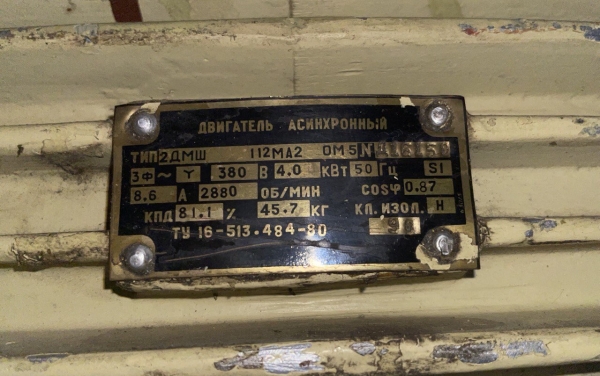 ДВИГАТЕЛЬ АСИНХРОННЫЙ
ТИП 2ДМШ 112МА2 ОМ5 N
3Ф ~ Y 380 В 4.0 КВТ 50 ГЦ S1
8.6 А 2880 ОБ/МИН COSφ 0.87
КПД 81.1 % 45.7 КГ КЛ. ИЗОЛ. Н
ТУ 16-513.484-80 91